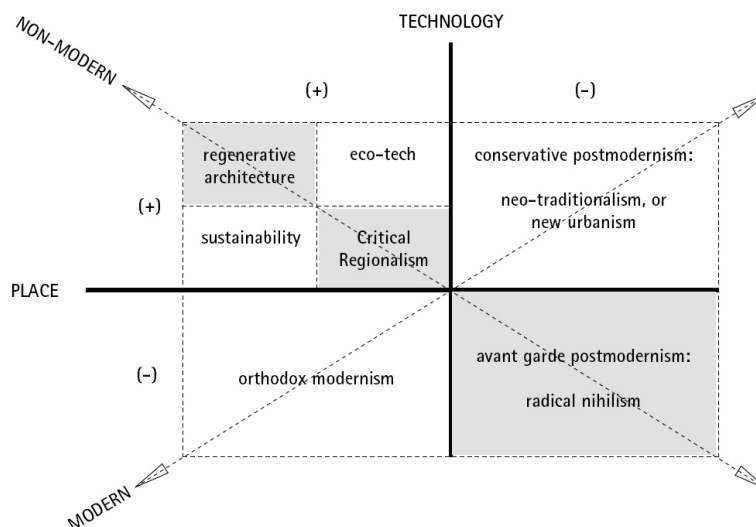 TECHNOLOGY
NON-MODERN
(+)
(-)
regenerative
architecture
eco-tech
conservative postmodernism:
(+)
neo-traditionalism, or
new urbanism
sustainability
Critical
Regionalism
PLACE
(-)
orthodox modernism
avant garde postmodernism:
radical nihilism
MODERN